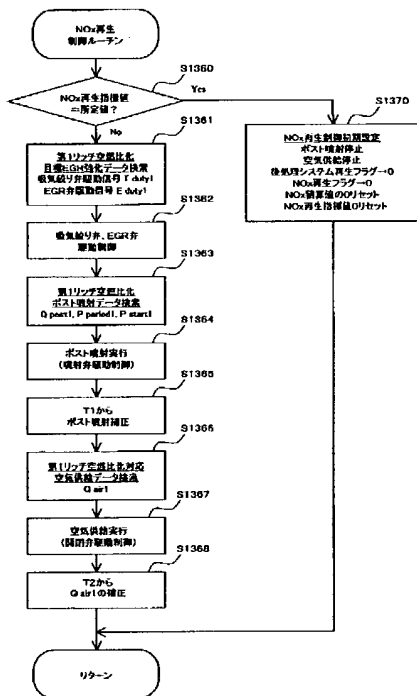 NOx再生
制御ルーチン
S1360
NOx再生指標値
=所定値?
Yes
No
S1370
NOx再生制御初期設定
ポスト噴射停止
空気供給停止
後処理システム再生フラグ→0
NOx再生フラグ→0
NOx積算値の0リセット
NOx再生指標値0リセット
S1361
第1リッチ空燃比化
目標EGR強化データ検索
吸気絞り弁駆動信号 I duty1
EGR弁駆動信号 E duty1
S1362
吸気絞り弁、EGR弁
駆動制御
S1363
第1リッチ空燃比化
ポスト噴射データ検索
Q post1, P period1, P start1
S1364
ポスト噴射実行
(噴射弁駆動制御)
S1365
T1から
ポスト噴射補正
S1366
第1リッチ空燃比化対応
空気供給データ検索
Q air1
S1367
空気供給実行
(開閉弁駆動制御)
S1368
T2から
Q air1の補正
リターン